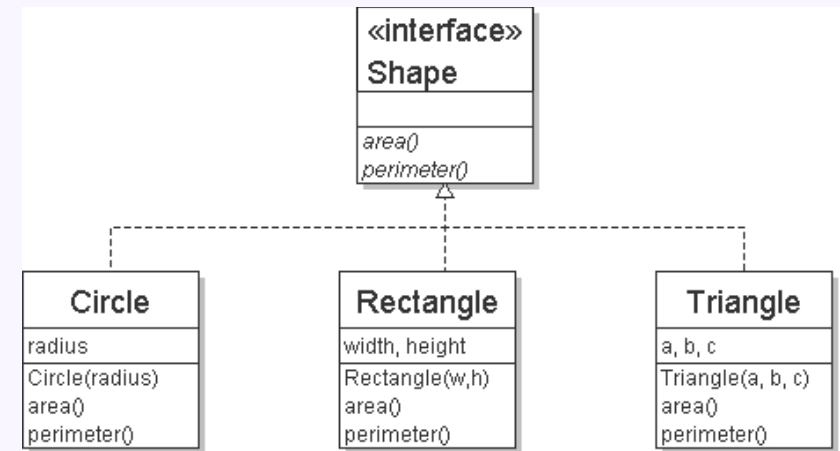 «interface»
Shape
area()
perimeter()
Circle
radius
Circle(radius)
area()
perimeter()
Rectangle
width, height
Rectangle(w,h)
area()
perimeter()
Triangle
a, b, c
Triangle(a, b, c)
area()
perimeter()